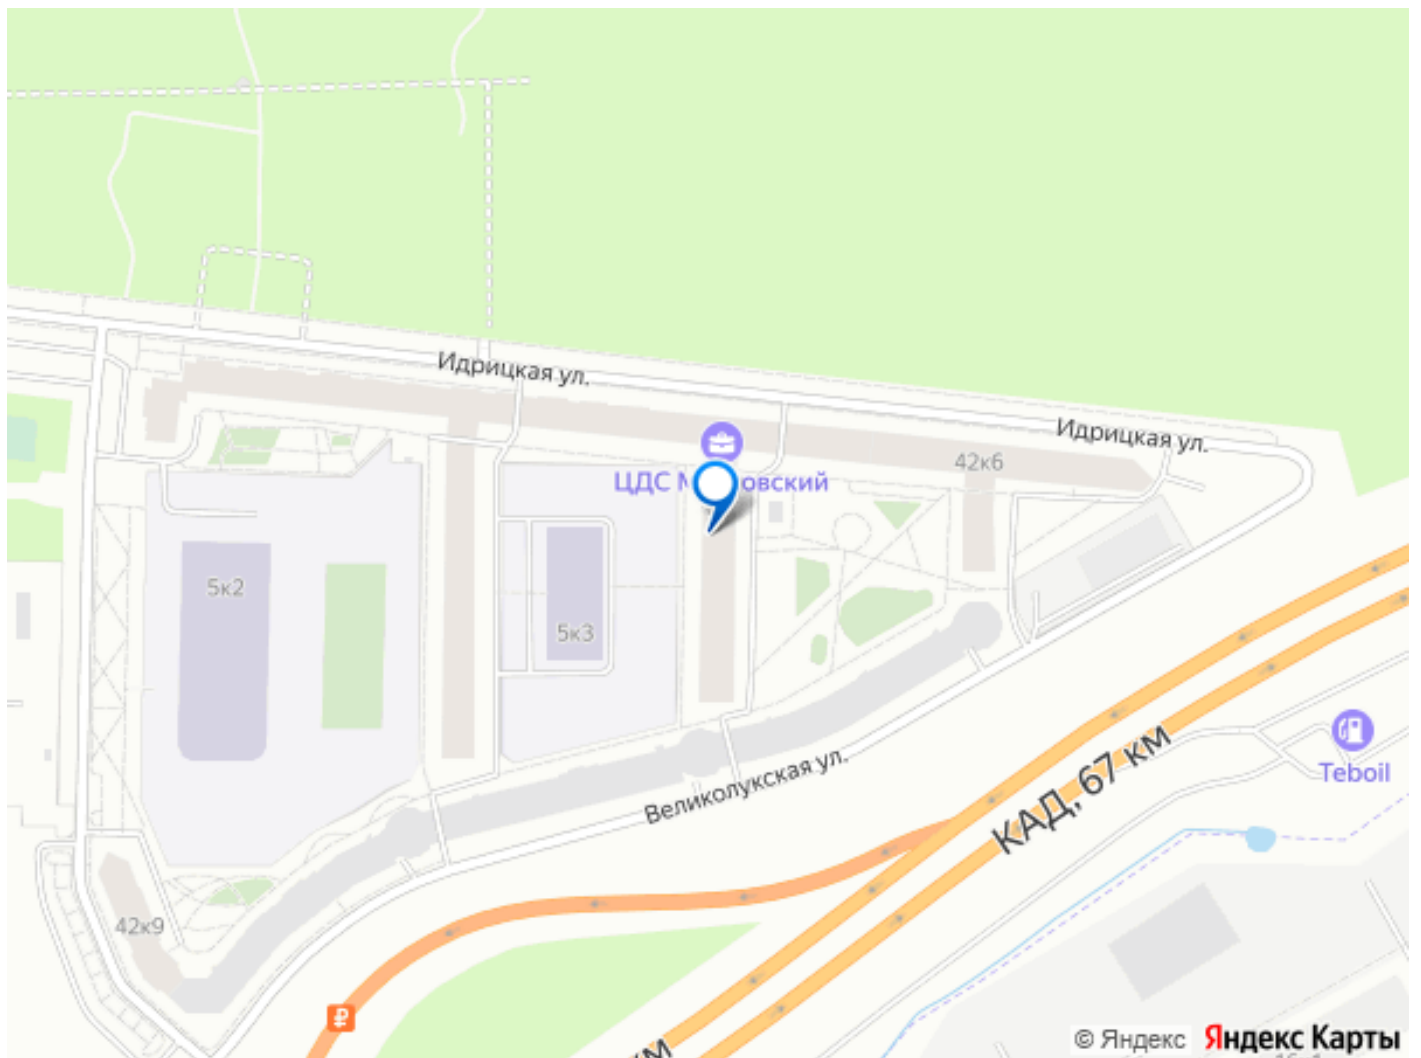 Идрицкая ул.
Идрицкая ул.
42к6
ЦДС М
овский
5к2
5к3
Великолукская ул.
КАД, 67 км
Teboil
42к9
км
© Яндекс
Яндекс Карты